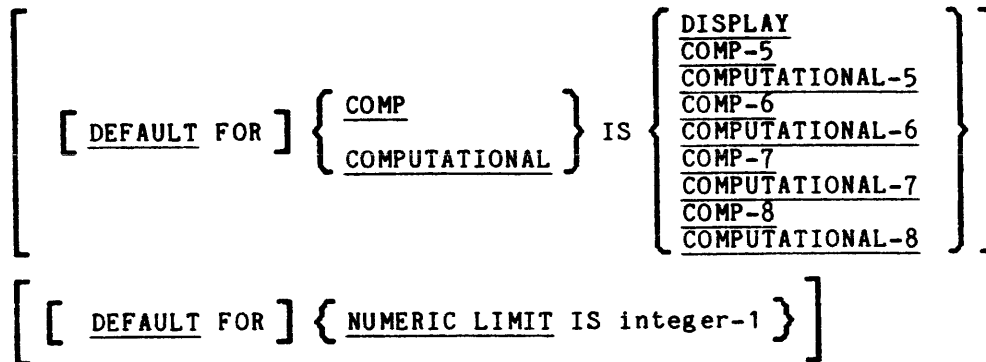 DISPLAY
COMP-5
COMPUTATIONAL-5
COMP COMP-6
[ DEFAULT FOR ] { } IS COMPUTATIONAL-6
COMPUTATIONAL COMP-7
COMPUTATIONAL-7
COMP-8
COMPUTATIONAL-8
[ [ DEFAULT FOR ] { NUMERIC LIMIT IS integer-1 } ]